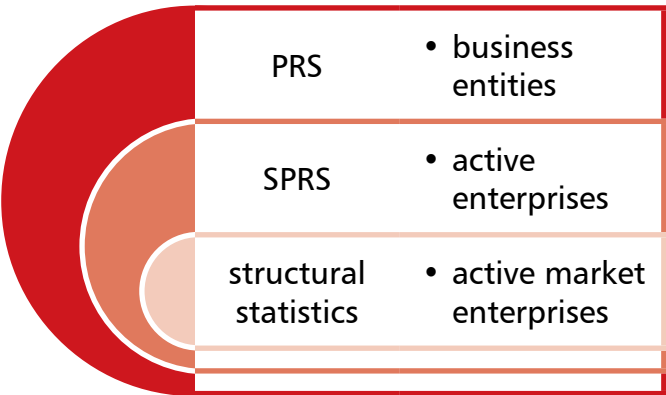 PRS
• business
entities
SPRS
• active
enterprises
structural
statistics
• active market
enterprises